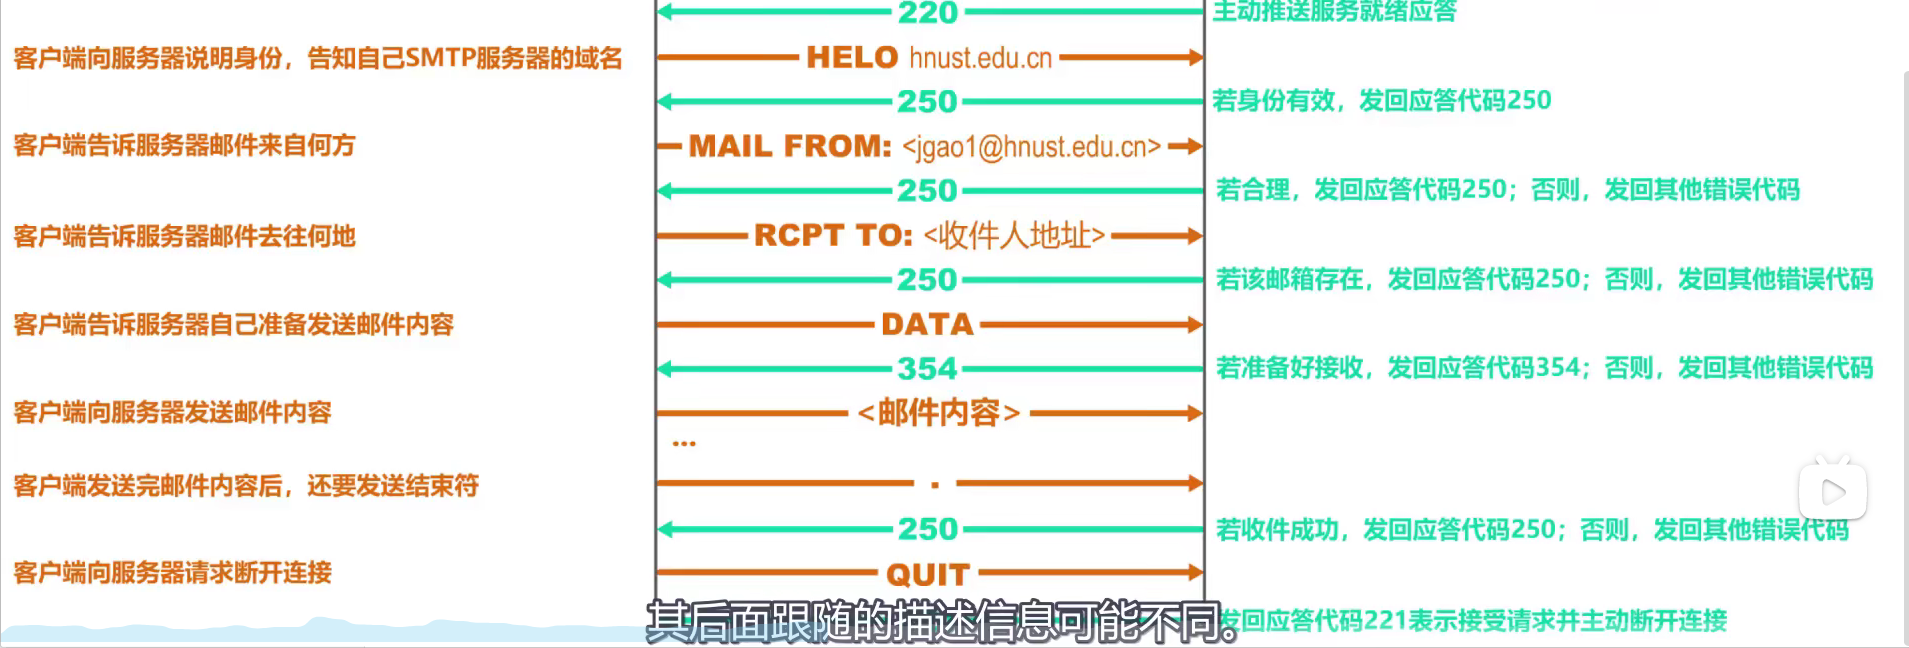 220 主动推送服务就绪应答
客户端向服务器说明身份，告知自己SMTP服务器的域名 HELO hnust.edu.cn
250 若身份有效，发回应答代码250
客户端告诉服务器邮件来自何方 MAIL FROM: <jgao1@hnust.edu.cn>
250 若合理，发回应答代码250；否则，发回其他错误代码
客户端告诉服务器邮件去往何地 RCPT TO: <收件人地址>
250 若该邮箱存在，发回应答代码250；否则，发回其他错误代码
客户端告诉服务器自己准备发送邮件内容 DATA
354 若准备好接收，发回应答代码354；否则，发回其他错误代码
客户端向服务器发送邮件内容 <邮件内容>
...
客户端发送完邮件内容后，还要发送结束符 .
250 若收件成功，发回应答代码250；否则，发回其他错误代码
客户端向服务器请求断开连接 QUIT
发回应答代码221表示接受请求并主动断开连接
其后面跟随的描述信息可能不同。